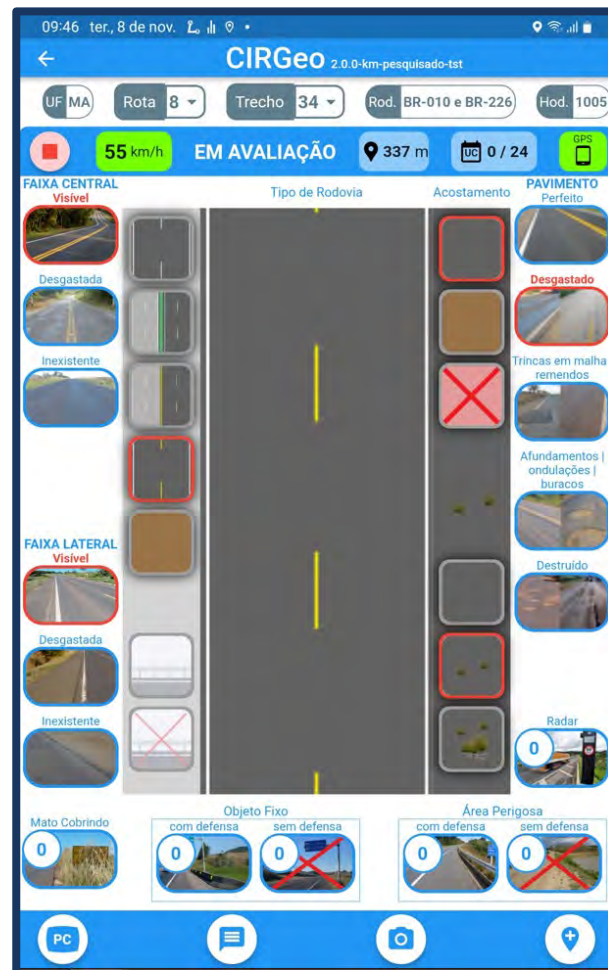 09:46 ter., 8 de nov.
CIRGeo 2.0.0-km-pesquisado-tst
UF MA Rota 8 Trecho 34 Rod. BR-010 e BR-226 Hod. 1005
55 km/h EM AVALIAÇÃO 337 m UC 0 / 24 GPS
FAIXA CENTRAL
Visível
Desgastada
Inexistente
FAIXA LATERAL
Visível
Desgastada
Inexistente
Mato Cobrindo
0
Tipo de Rodovia
Acostamento
PAVIMENTO
Perfeito
Desgastado
Trincas em malha
remendos
Afundamentos |
ondulações |
buracos
Destruído
Radar
0
Objeto Fixo
com defensa sem defensa
0 0
Área Perigosa
com defensa sem defensa
0 0
PC